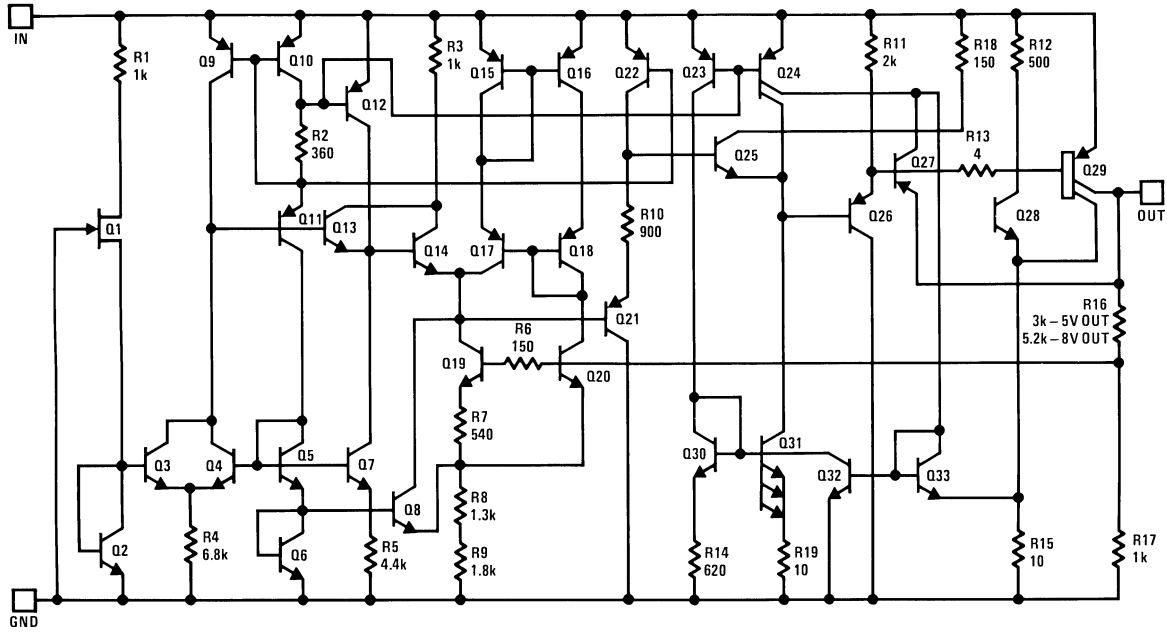 IN
R1
1k
Q9
Q10
Q12
R2
360
R3
1k
Q15
Q16
Q22
Q23
Q24
R11
2k
R18
150
R12
500
R13
4
Q25
Q27
Q29
OUT
Q1
Q11
Q13
Q14
Q17
Q18
R10
900
Q26
Q28
Q21
R16
3k – 5V OUT
5.2k – 8V OUT
R6
150
Q19
Q20
R7
540
Q3
Q4
Q5
Q7
Q30
Q31
Q32
Q33
Q8
R8
1.3k
Q2
R4
6.8k
Q6
R5
4.4k
R9
1.8k
R14
620
R19
10
R15
10
R17
1k
GND